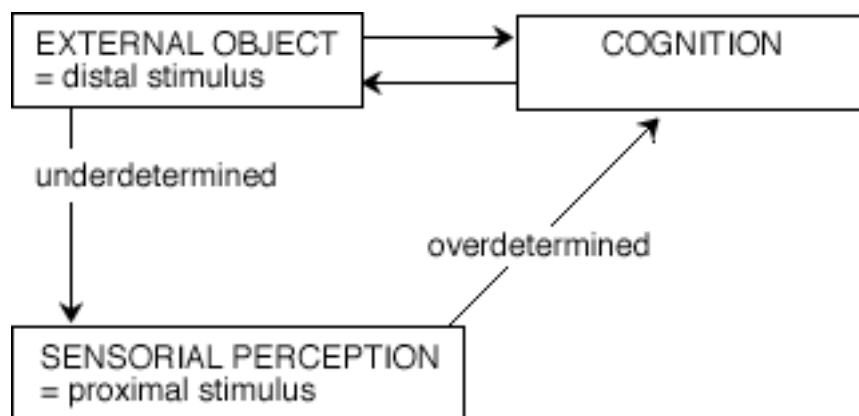 EXTERNAL OBJECT
= distal stimulus
COGNITION
underdetermined
overdetermined
SENSORIAL PERCEPTION
= proximal stimulus